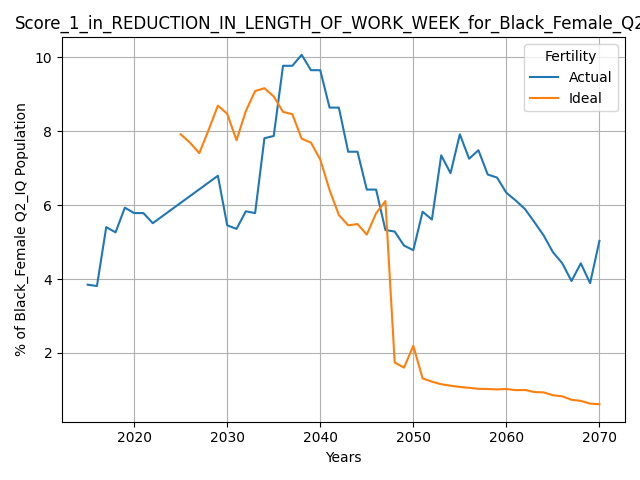 Score_1_in_REDUCTION_IN_LENGTH_OF_WORK_WEEK_for_Black_Female_Q2
Fertility
Actual
Ideal
% of Black_Female Q2_IQ Population
10
8
6
4
2
2020 2030 2040 2050 2060 2070
Years